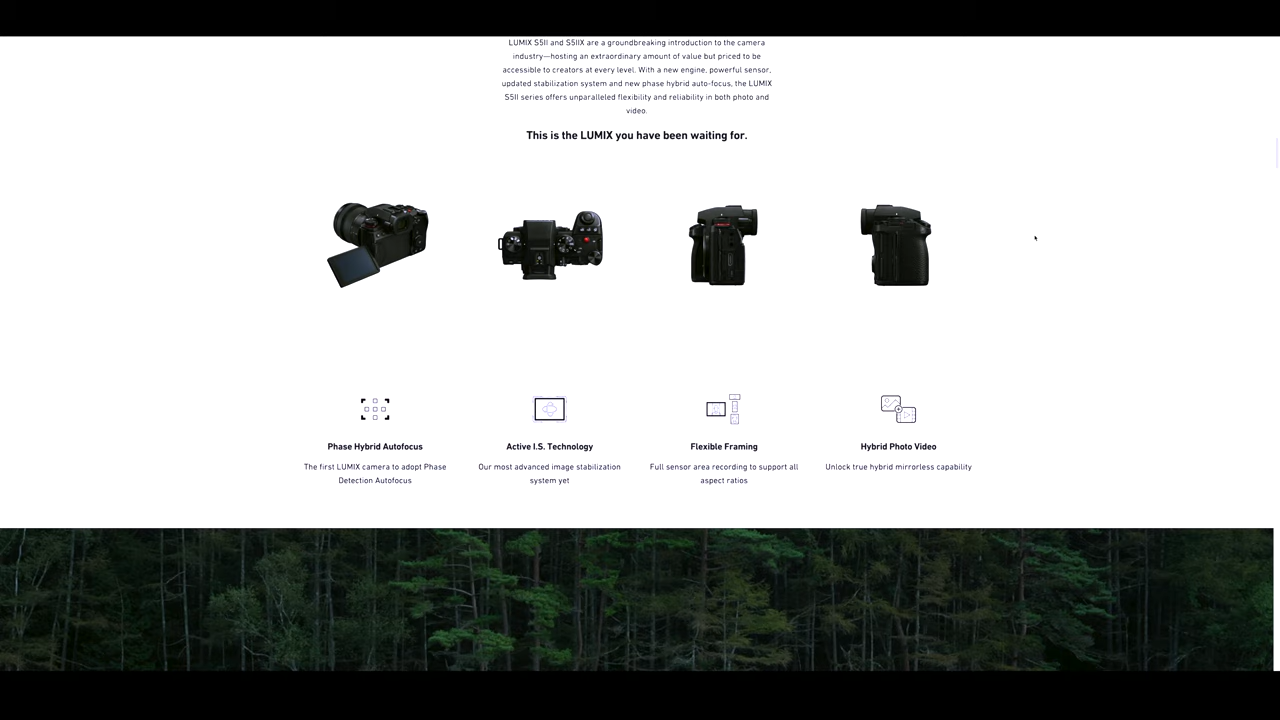 LUMIX S5II and S5IIX are a groundbreaking introduction to the camera
industry—hosting an extraordinary amount of value but priced to be
accessible to creators at every level. With a new engine, powerful sensor,
updated stabilization system and new phase hybrid auto-focus, the LUMIX
S5II series offers unparalleled flexibility and reliability in both photo and
video.
This is the LUMIX you have been waiting for.
Phase Hybrid Autofocus
The first LUMIX camera to adopt Phase
Detection Autofocus
Active I.S. Technology
Our most advanced image stabilization
system yet
Flexible Framing
Full sensor area recording to support all
aspect ratios
Hybrid Photo Video
Unlock true hybrid mirrorless capability